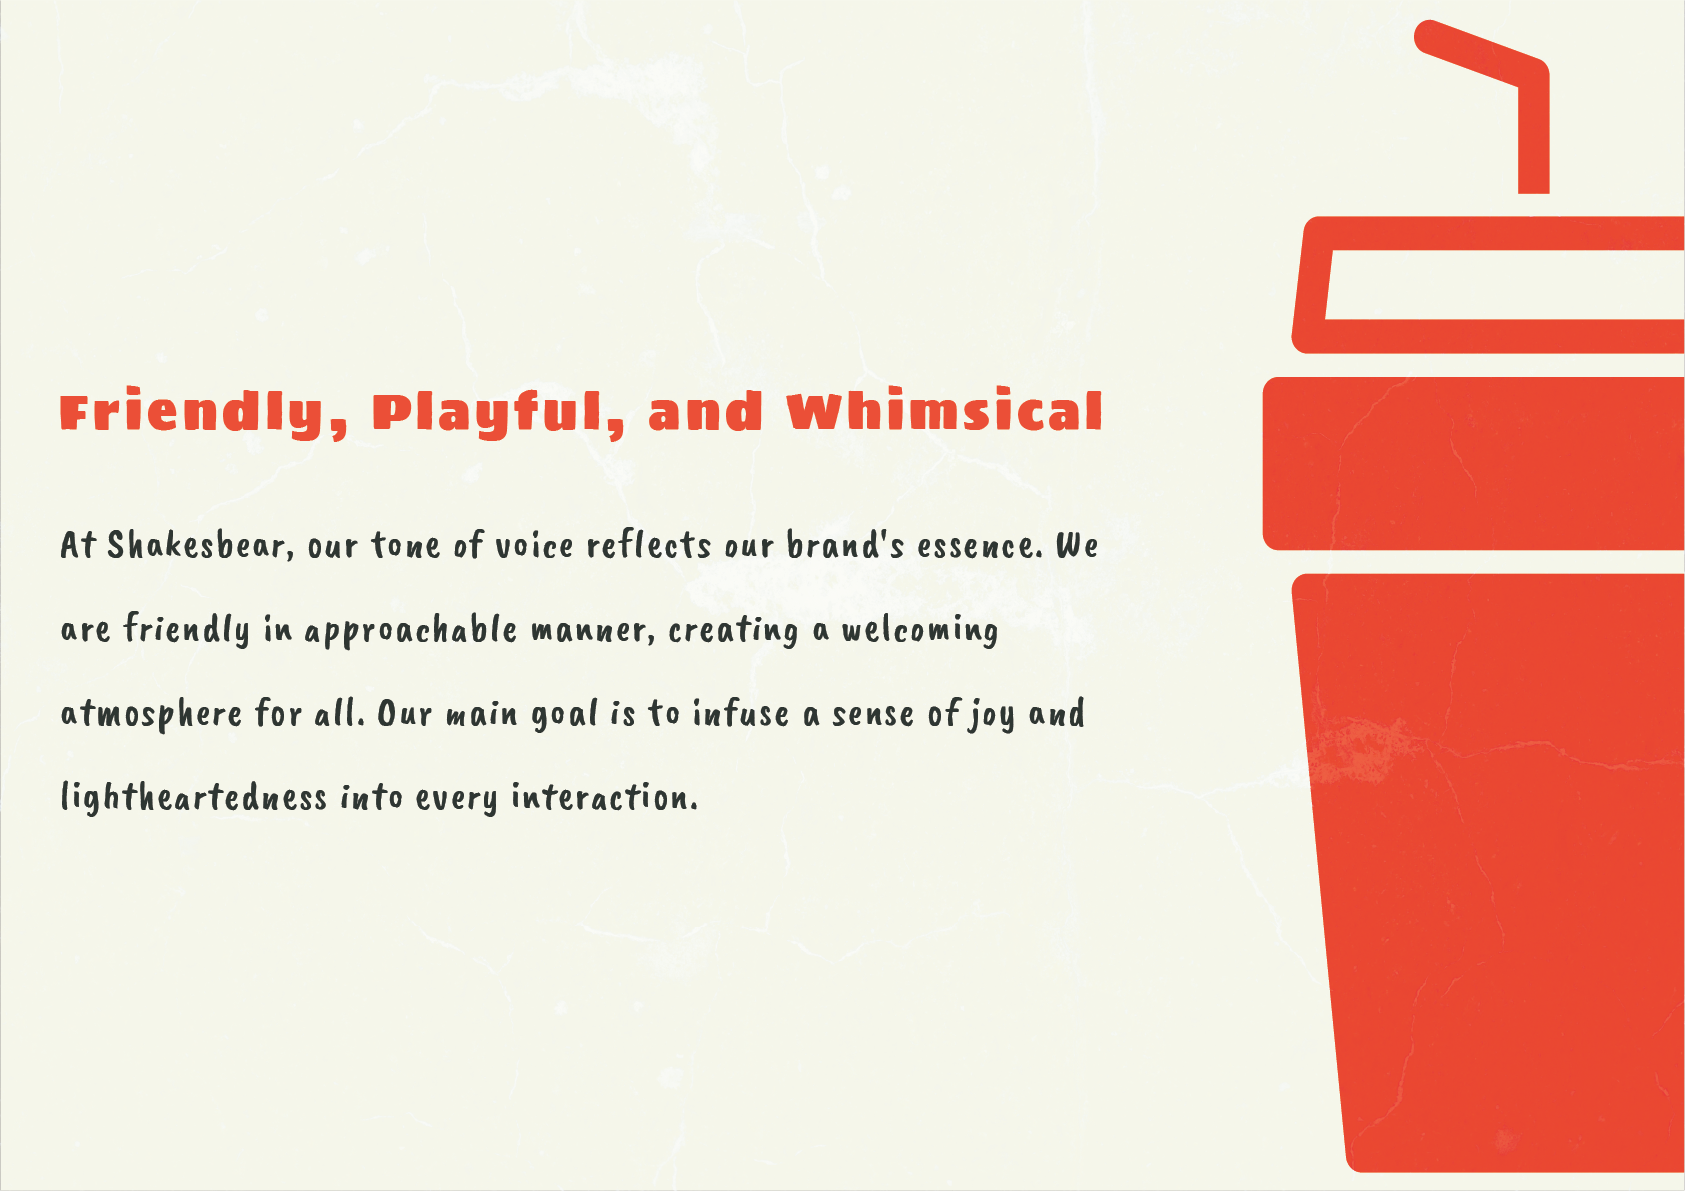 Friendly, Playful, and Whimsical
At Shakesbear, our tone of voice reflects our brand's essence. We
are friendly in approachable manner, creating a welcoming
atmosphere for all. Our main goal is to infuse a sense of joy and
lightheartedness into every interaction.